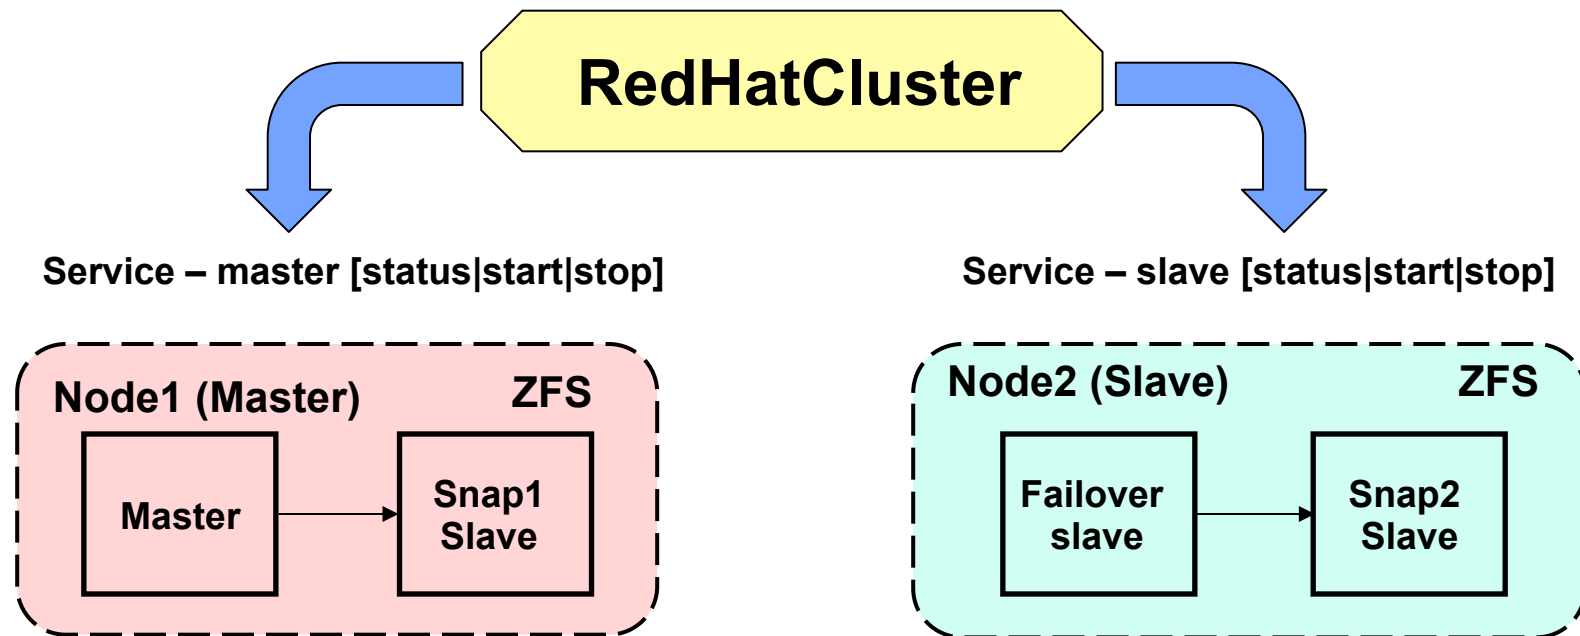 RedHatCluster
Service – master [status|start|stop]
Service – slave [status|start|stop]
Node1 (Master)
ZFS
Master
Snap1
Slave
Node2 (Slave)
ZFS
Failover
slave
Snap2
Slave